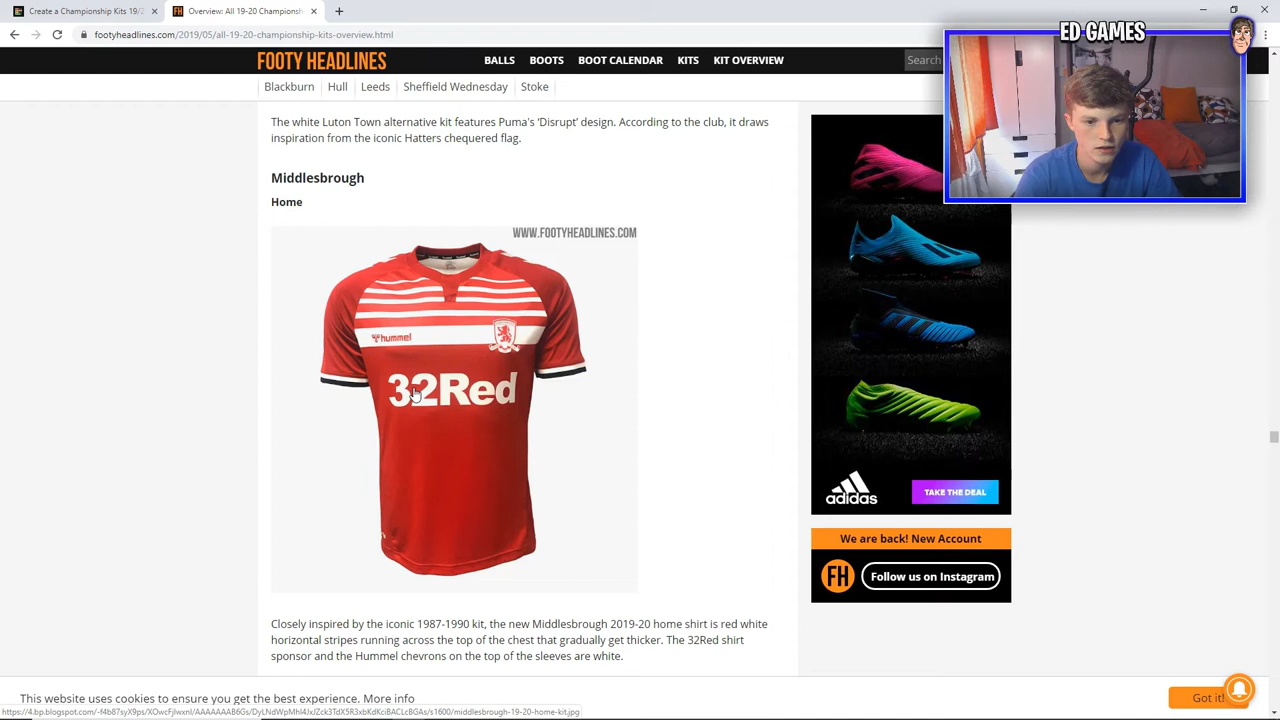 Create a Championship Kits 19/2
Overview: All 19-20 Championsh
footyheadlines.com/2019/05/all-19-20-championship-kits-overview.html
ED GAMES
FOOTY HEADLINES
BALLS BOOTS BOOT CALENDAR KITS KIT OVERVIEW
Search
Blackburn Hull Leeds Sheffield Wednesday Stoke
The white Luton Town alternative kit features Puma's 'Disrupt' design. According to the club, it draws
inspiration from the iconic Hatters chequered flag.
Middlesbrough
Home
WWW.FOOTYHEADLINES.COM
hummel
32Red
adidas
TAKE THE DEAL
We are back! New Account
FH
Follow us on Instagram
Closely inspired by the iconic 1987-1990 kit, the new Middlesbrough 2019-20 home shirt is red white
horizontal stripes running across the top of the chest that gradually get thicker. The 32Red shirt
sponsor and the Hummel chevrons on the top of the sleeves are white.
This website uses cookies to ensure you get the best experience. More info
Got it!